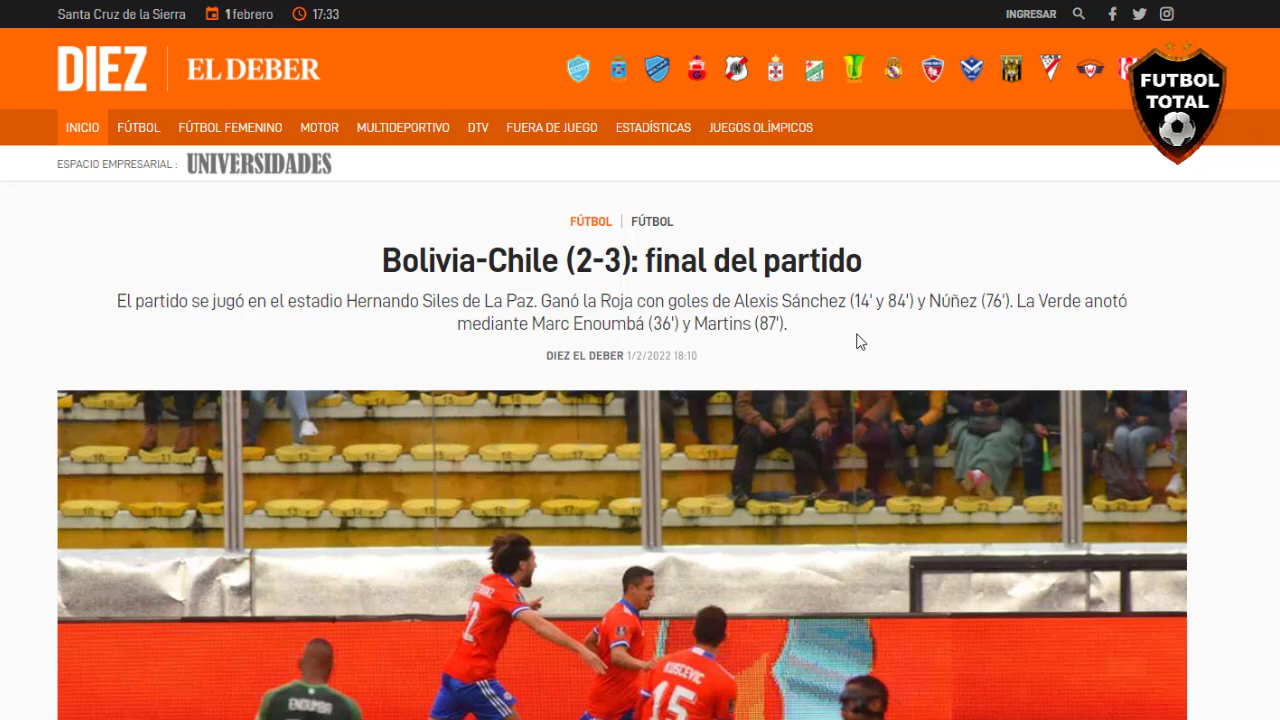 Santa Cruz de la Sierra 1 febrero 17:33 INGRESAR
DIEZ EL DEBER
FUTBOL
TOTAL
INICIO FÚTBOL FÚTBOL FEMENINO MOTOR MULTIDEPORTIVO DTV FUERA DE JUEGO ESTADÍSTICAS JUEGOS OLÍMPICOS
ESPACIO EMPRESARIAL : UNIVERSIDADES
FÚTBOL | FÚTBOL
Bolivia-Chile (2-3): final del partido
El partido se jugó en el estadio Hernando Siles de La Paz. Ganó la Roja con goles de Alexis Sánchez (14' y 84') y Núñez (76'). La Verde anotó
mediante Marc Enoumbá (36') y Martins (87').
DIEZ EL DEBER 1/2/2022 18:10
KUSCEVIC
15
ENOUMBA